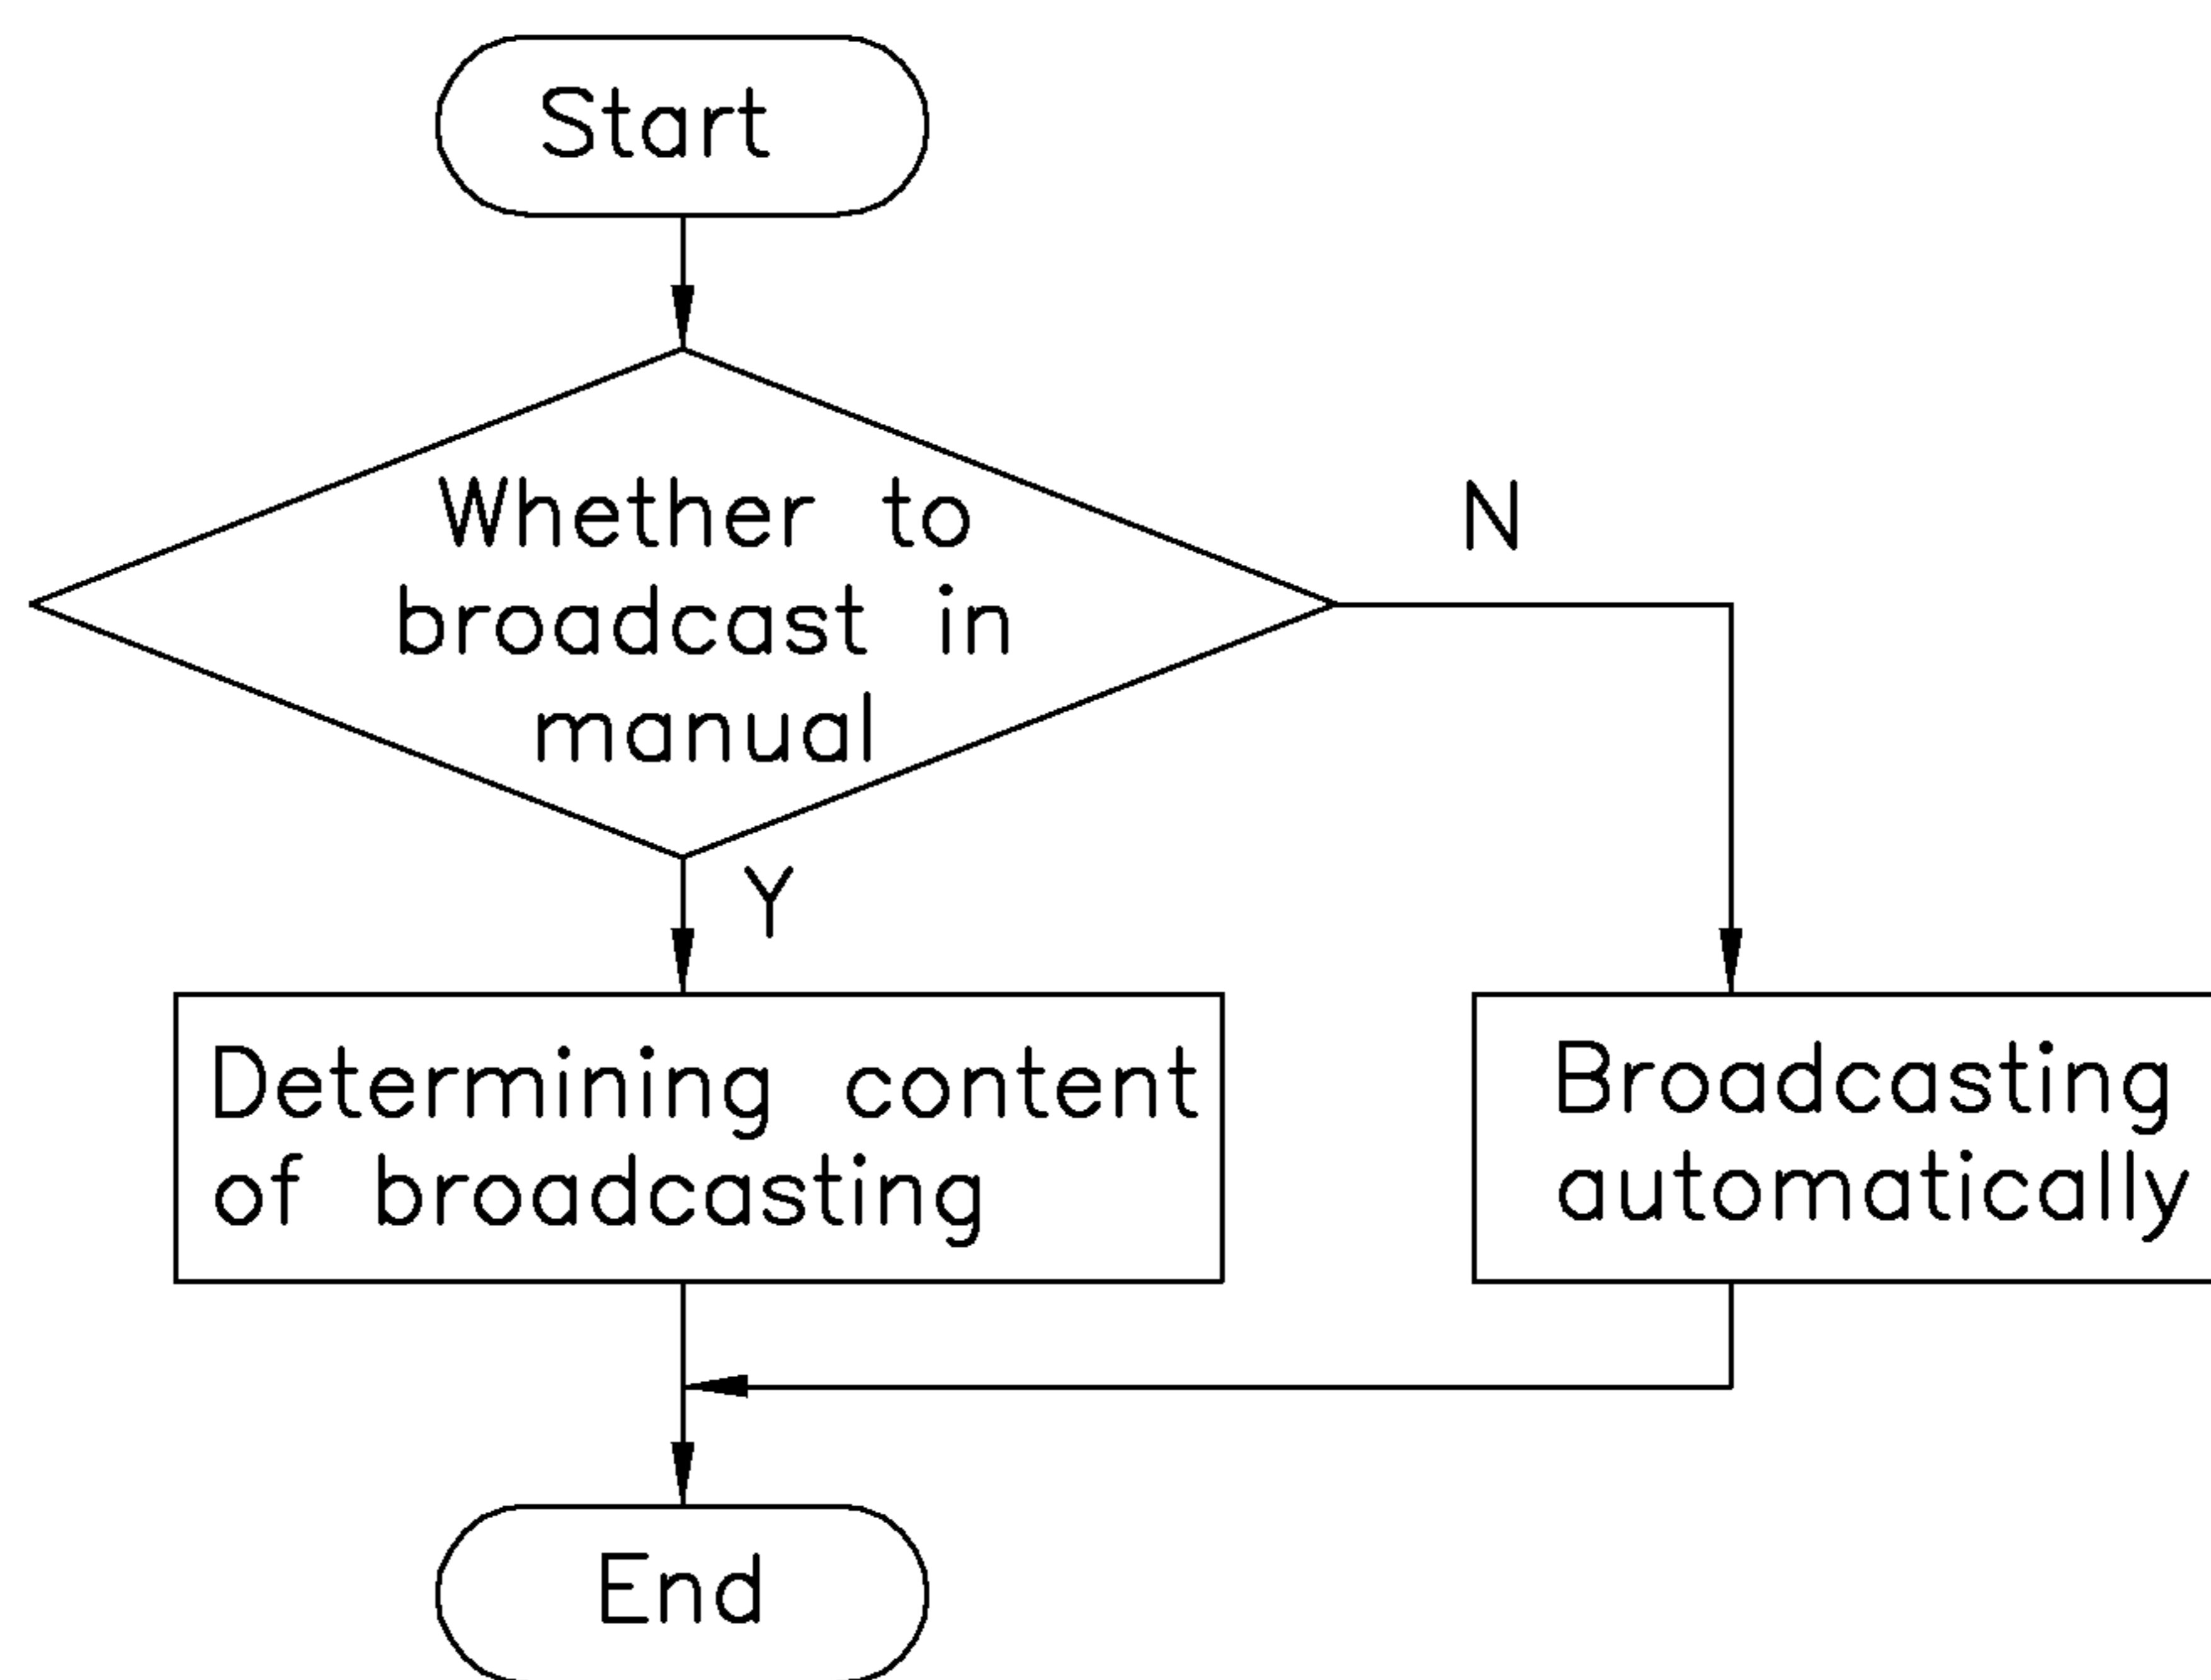 Start
Whether to
broadcast in
manual
N
Y
Determining content
of broadcasting
Broadcasting
automatically
End